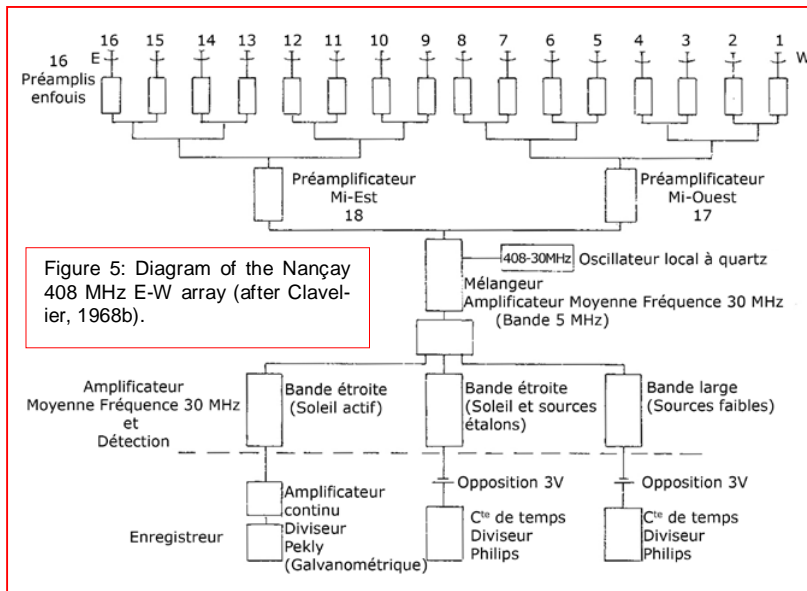 E 16 15 14 13 12 11 10 9 8 7 6 5 4 3 2 1 W
16
Préamplis
enfouis
Préamplificateur
Mi-Est
18
Préamplificateur
Mi-Ouest
17
408-30MHz Oscillateur local à quartz
Mélangeur
Amplificateur Moyenne Fréquence 30 MHz
(Bande 5 MHz)
Figure 5: Diagram of the Nançay
408 MHz E-W array (after Clavel-
ier, 1968b).
Amplificateur
Moyenne Fréquence 30 MHz
et
Détection
Bande étroite
(Soleil actif)
Bande étroite
(Soleil et sources
étalons)
Bande large
(Sources faibles)
Opposition 3V
Opposition 3V
Enregistreur
Amplificateur
continu
Diviseur
Pekly
(Galvanométrique)
Cte de temps
Diviseur
Philips
Cte de temps
Diviseur
Philips